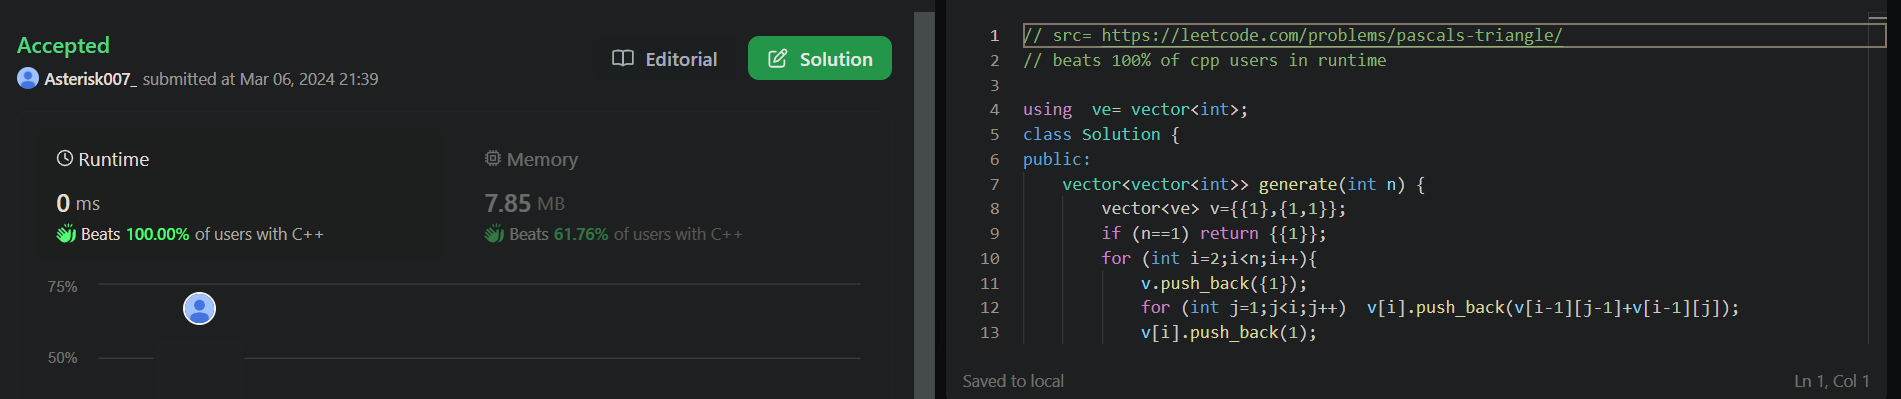 Accepted
Asterisk007_ submitted at Mar 06, 2024 21:39
Editorial
Solution
Runtime
0 ms
Beats 100.00% of users with C++
Memory
7.85 MB
Beats 61.76% of users with C++
75%
50%
1 // src= https://leetcode.com/problems/pascals-triangle/
2 // beats 100% of cpp users in runtime
3
4 using  ve= vector<int>;
5 class Solution {
6 public:
7     vector<vector<int>> generate(int n) {
8         vector<ve> v={{1},{1,1}};
9         if (n==1) return {{1}};
10         for (int i=2;i<n;i++){
11             v.push_back({1});
12             for (int j=1;j<i;j++)  v[i].push_back(v[i-1][j-1]+v[i-1][j]);
13             v[i].push_back(1);
Saved to local
Ln 1, Col 1